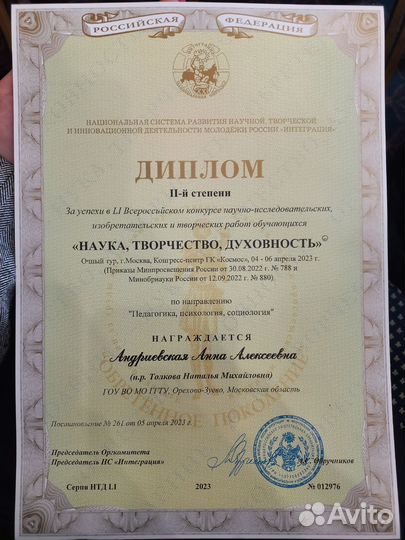 РОССИЙСКАЯ ФЕДЕРАЦИЯ
ИНТЕГРАЦИЯ
НАЦИОНАЛЬНАЯ СИСТЕМА РАЗВИТИЯ НАУЧНОЙ, ТВОРЧЕСКОЙ
И ИННОВАЦИОННОЙ ДЕЯТЕЛЬНОСТИ МОЛОДЁЖИ РОССИИ «ИНТЕГРАЦИЯ»
ДИПЛОМ
II-й степени
За успехи в LI Всероссийском конкурсе научно-исследовательских,
изобретательских и творческих работ обучающихся
«НАУКА, ТВОРЧЕСТВО, ДУХОВНОСТЬ»
Очный тур, г.Москва, Конгресс-центр ГК «Космос», 04 - 06 апреля 2023 г.
(Приказы Минпросвещения России от 30.08.2022 г. № 788 и
Минобрнауки России от 12.09.2022 г. № 880).
по направлению
"Педагогика, психология, социология"
НАГРАЖДАЕТСЯ
Андриевская Анна Алексеевна
(н.р. Толкова Наталья Михайловна)
ГОУ ВО МО ГГТУ, Орехово-Зуево, Московская область
Постановление № 261 от 05 апреля 2023 г.
Председатель Оргкомитета
Председатель НС «Интеграция»
Обручников
Серия НТД LI
2023
№ 012976
Avito